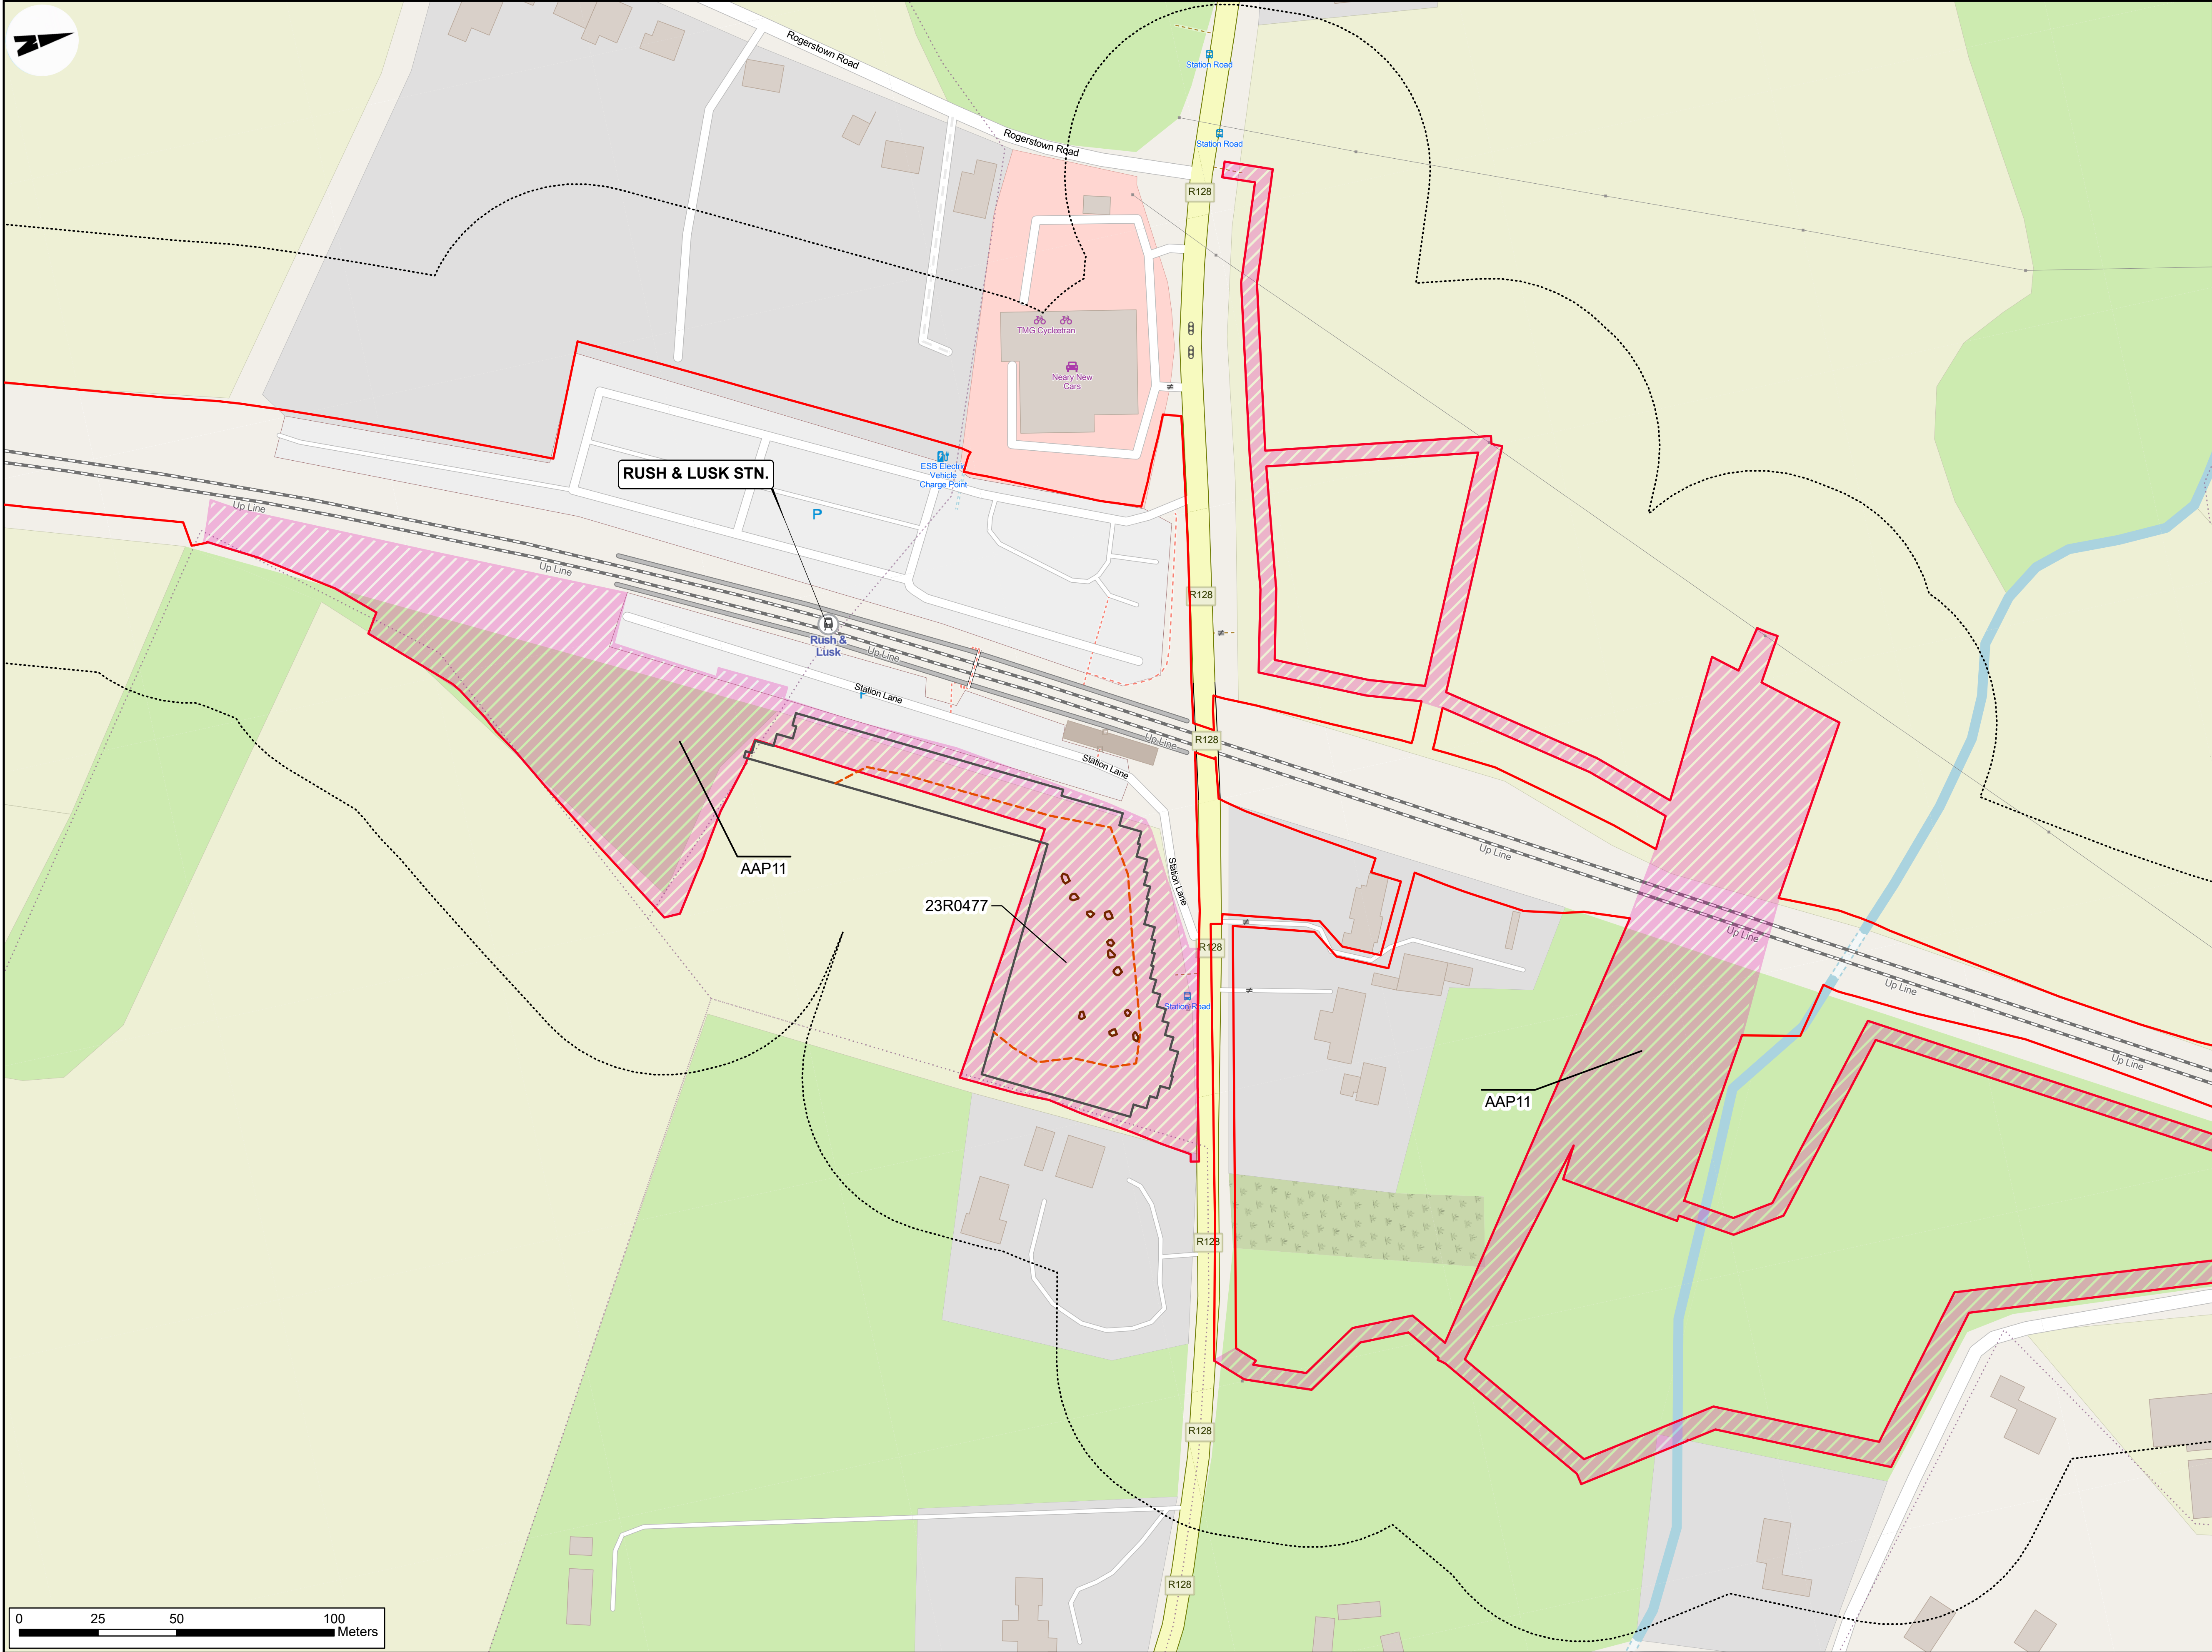 N
Rogerstown Road
Station Road
Rogerstown Road
Station Road
R128
TMG Cycleetran
Neary New
Cars
RUSH & LUSK STN.
ESB Electric
Vehicle
Charge Point
P
Up Line
Up Line
R128
Rush &
Lusk
Up Line
Station Lane
R128
Up Line
Station Lane
Up Line
AAP11
Station Lane
23R0477
Up Line
R128
Up Line
Station Road
Up Line
AAP11
R128
R128
R128
0 25 50 100
Meters